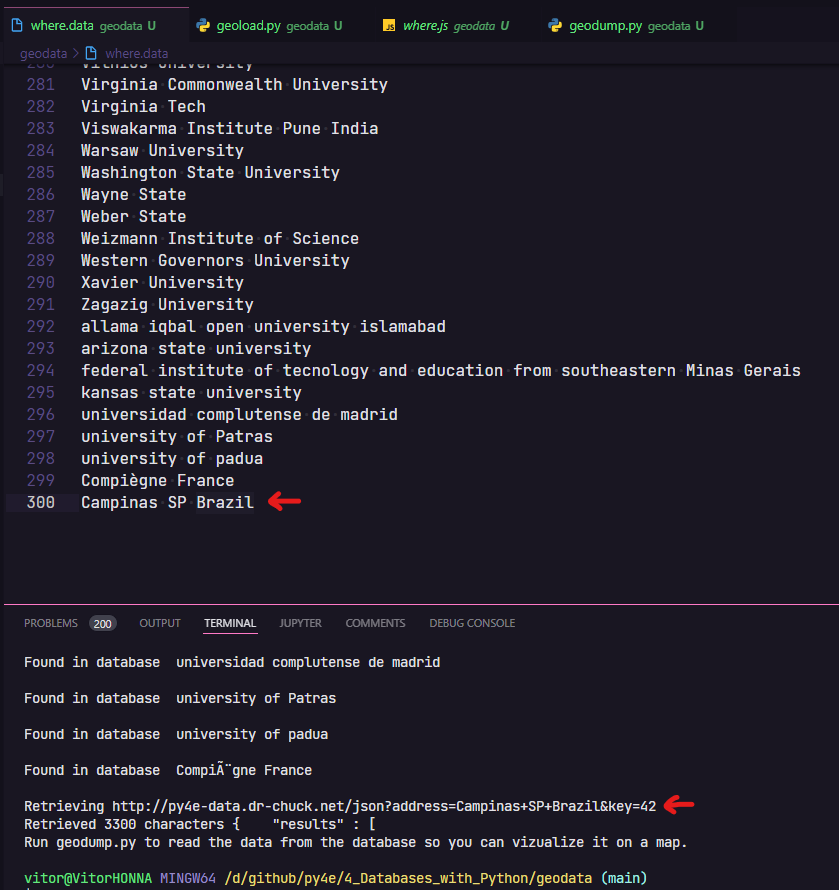 where.data geodata U geoload.py geodata U where.js geodata U geodump.py geodata U
geodata > where.data
280 Vilnius University
281 Virginia Commonwealth University
282 Virginia Tech
283 Viswakarma Institute Pune India
284 Warsaw University
285 Washington State University
286 Wayne State
287 Weber State
288 Weizmann Institute of Science
289 Western Governors University
290 Xavier University
291 Zagazig University
292 allama iqbal open university islamabad
293 arizona state university
294 federal institute of tecnology and education from southeastern Minas Gerais
295 kansas state university
296 universidad complutense de madrid
297 university of Patras
298 university of padua
299 Compiègne France
300 Campinas SP Brazil
PROBLEMS 200 OUTPUT TERMINAL JUPYTER COMMENTS DEBUG CONSOLE
Found in database  universidad complutense de madrid
Found in database  university of Patras
Found in database  university of padua
Found in database  CompiÃ¨gne France
Retrieving http://py4e-data.dr-chuck.net/json?address=Campinas+SP+Brazil&key=42
Retrieved 3300 characters {    "results" : [
Run geodump.py to read the data from the database so you can vizualize it on a map.
vitor@VitorHONNA MINGW64 /d/github/py4e/4_Databases_with_Python/geodata (main)